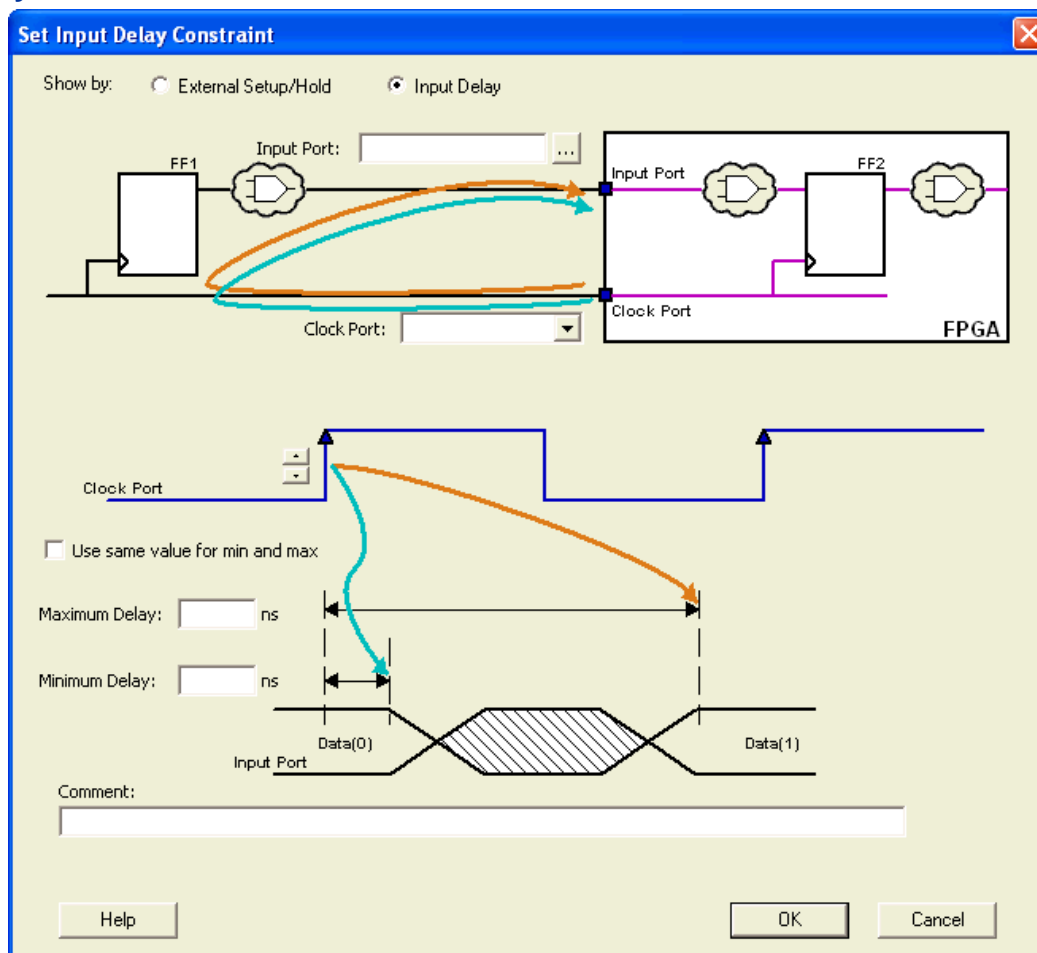 Set Input Delay Constraint
Show by: External Setup/Hold Input Delay
Input Port: ...
FF1
Input Port
FF2
Clock Port
Clock Port:
FPGA
Clock Port
Use same value for min and max
Maximum Delay: ns
Minimum Delay: ns
Data(0) Data(1)
Input Port
Comment:
Help OK Cancel